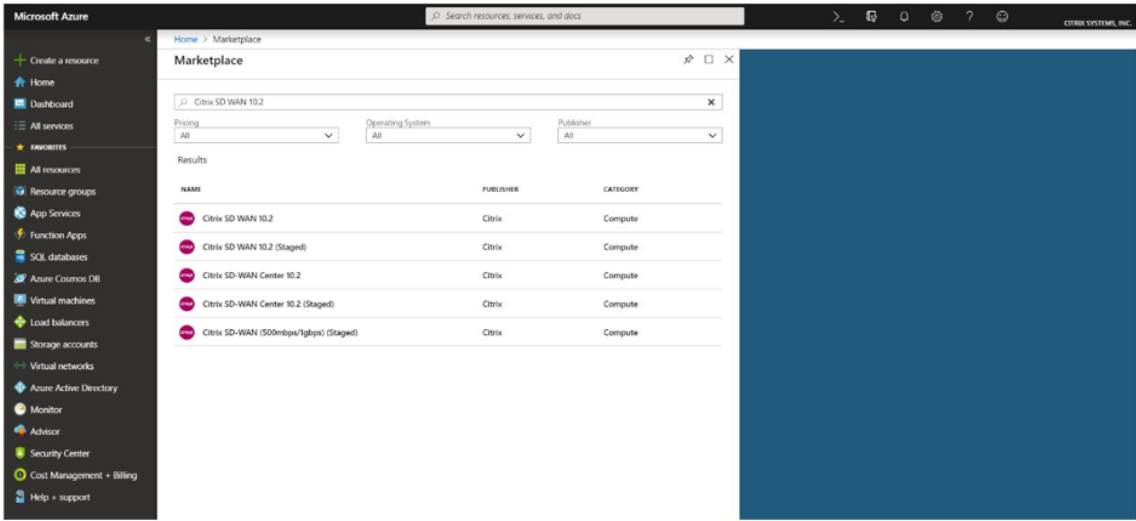 Microsoft Azure
Search resources, services, and docs
CITRIX SYSTEMS, INC.
Create a resource
Home
Dashboard
All services
FAVORITES
All resources
Resource groups
App Services
Function Apps
SQL databases
Azure Cosmos DB
Virtual machines
Load balancers
Storage accounts
Virtual networks
Azure Active Directory
Monitor
Advisor
Security Center
Cost Management + Billing
Help + support
Home > Marketplace
Marketplace
Citrix SD WAN 10.2
Pricing Operating System Publisher
All All All
Results
NAME PUBLISHER CATEGORY
Citrix SD WAN 10.2 Citrix Compute
Citrix SD WAN 10.2 (Staged) Citrix Compute
Citrix SD-WAN Center 10.2 Citrix Compute
Citrix SD-WAN Center 10.2 (Staged) Citrix Compute
Citrix SD-WAN (500mbps/1gbps) (Staged) Citrix Compute